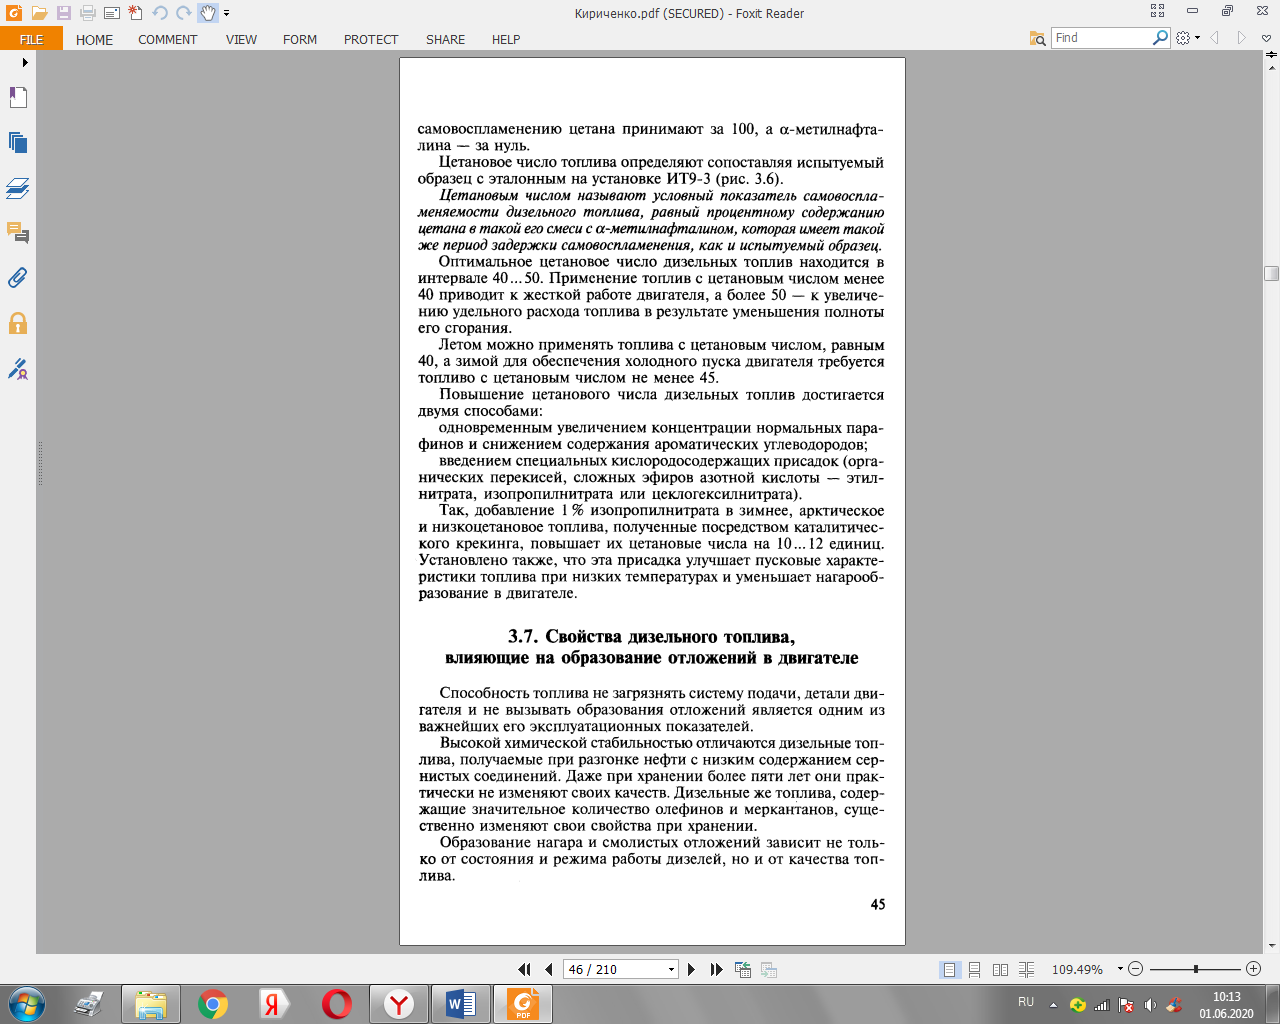 Кириченко.pdf (SECURED) - Foxit Reader
FILE HOME COMMENT VIEW FORM PROTECT SHARE HELP
Find
самовоспламенению цетана принимают за 100, а α-метилнафта-
лина — за нуль.
Цетановое число топлива определяют сопоставляя испытуемый
образец с эталонным на установке ИТ9-3 (рис. 3.6).
Цетановым числом называют условный показатель самовоспла-
меняемости дизельного топлива, равный процентному содержанию
цетана в такой его смеси с α-метилнафталином, которая имеет такой
же период задержки самовоспламенения, как и испытуемый образец.
Оптимальное цетановое число дизельных топлив находится в
интервале 40...50. Применение топлив с цетановым числом менее
40 приводит к жесткой работе двигателя, а более 50 — к увеличе-
нию удельного расхода топлива в результате уменьшения полноты
его сгорания.
Летом можно применять топлива с цетановым числом, равным
40, а зимой для обеспечения холодного пуска двигателя требуется
топливо с цетановым числом не менее 45.
Повышение цетанового числа дизельных топлив достигается
двумя способами:
одновременным увеличением концентрации нормальных пара-
финов и снижением содержания ароматических углеводородов;
введением специальных кислородосодержащих присадок (орга-
нических перекисей, сложных эфиров азотной кислоты — этил-
нитрата, изопропилнитрата или цеклогексилнитрата).
Так, добавление 1 % изопропилнитрата в зимнее, арктическое
и низкоцетановое топлива, полученные посредством каталитичес-
кого крекинга, повышает их цетановые числа на 10...12 единиц.
Установлено также, что эта присадка улучшает пусковые характе-
ристики топлива при низких температурах и уменьшает нагарооб-
разование в двигателе.
3.7. Свойства дизельного топлива,
влияющие на образование отложений в двигателе
Способность топлива не загрязнять систему подачи, детали дви-
гателя и не вызывать образования отложений является одним из
важнейших его эксплуатационных показателей.
Высокой химической стабильностью отличаются дизельные топ-
лива, получаемые при разгонке нефти с низким содержанием сер-
нистых соединений. Даже при хранении более пяти лет они прак-
тически не изменяют своих качеств. Дизельные же топлива, содер-
жащие значительное количество олефинов и меркантанов, суще-
ственно изменяют свои свойства при хранении.
Образование нагара и смолистых отложений зависит не толь-
ко от состояния и режима работы дизелей, но и от качества топ-
лива.
45
46 / 210
109.49%
RU
10:13
01.06.2020